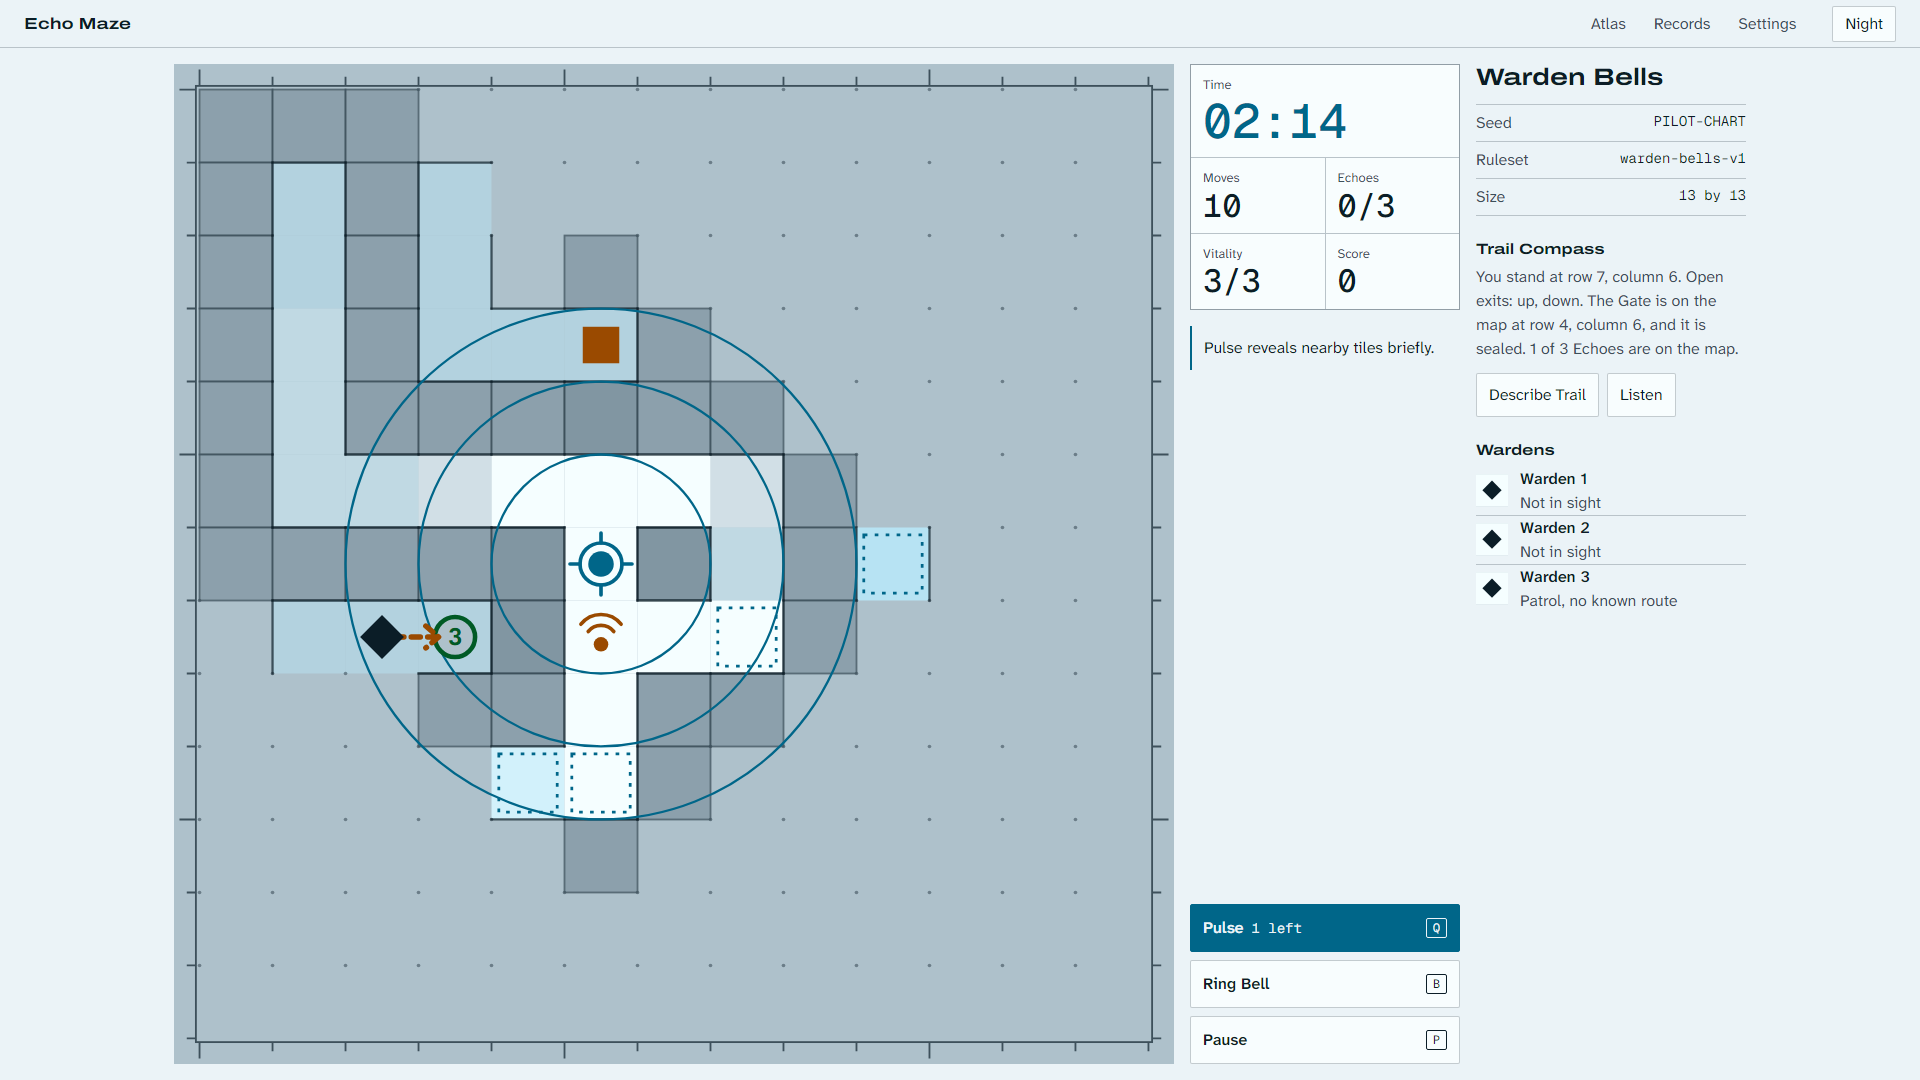 Echo Maze
Atlas
Records
Settings
Night
3
Time
02:14
Moves
10
Echoes
0/3
Vitality
3/3
Score
0
Pulse reveals nearby tiles briefly.
Pulse 1 left
Q
Ring Bell
B
Pause
P
Warden Bells
Seed
PILOT-CHART
Ruleset
warden-bells-v1
Size
13 by 13
Trail Compass
You stand at row 7, column 6. Open
exits: up, down. The Gate is on the
map at row 4, column 6, and it is
sealed. 1 of 3 Echoes are on the map.
Describe Trail
Listen
Wardens
Warden 1
Not in sight
Warden 2
Not in sight
Warden 3
Patrol, no known route